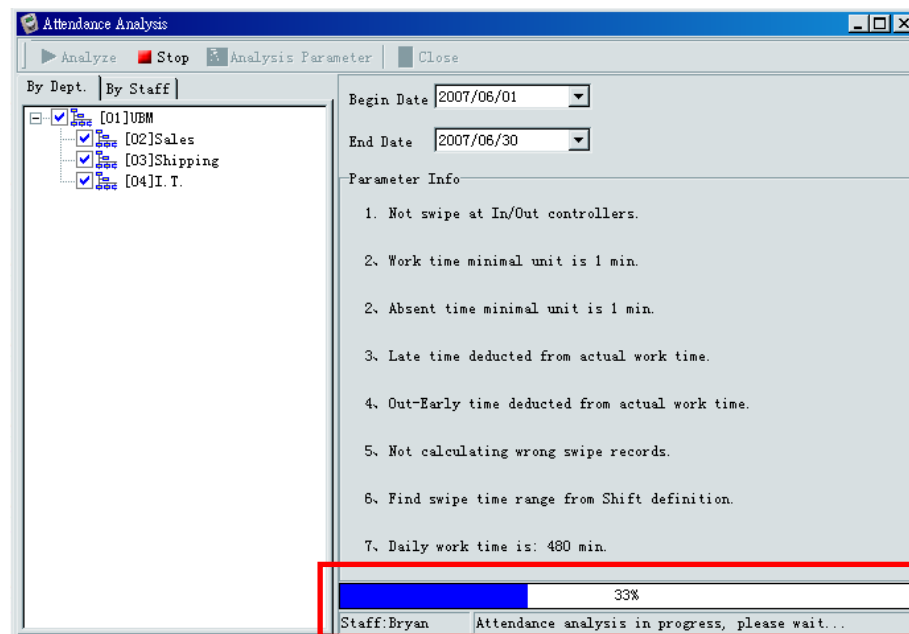 Attendance Analysis
Analyze Stop Analysis Parameter Close
By Dept. By Staff
[01]UBM
[02]Sales
[03]Shipping
[04]I.T.
Begin Date 2007/06/01
End Date 2007/06/30
Parameter Info
1. Not swipe at In/Out controllers.
2、Work time minimal unit is 1 min.
2、Absent time minimal unit is 1 min.
3、Late time deducted from actual work time.
4、Out-Early time deducted from actual work time.
5、Not calculating wrong swipe records.
6、Find swipe time range from Shift definition.
7、Daily work time is: 480 min.
33%
Staff:Bryan Attendance analysis in progress, please wait...